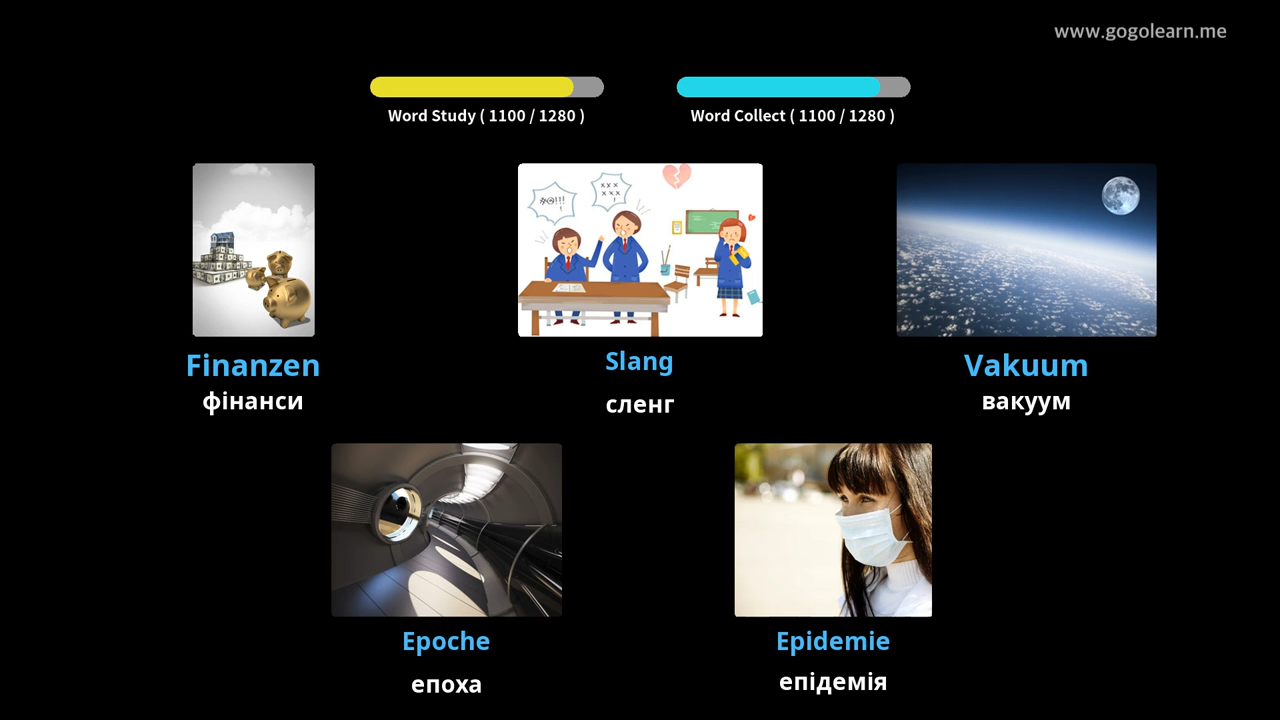 www.gogolearn.me
Word Study ( 1100 / 1280 )
Word Collect ( 1100 / 1280 )
Finanzen
фінанси
Slang
сленг
Vakuum
вакуум
Epoche
епоха
Epidemie
епідемія